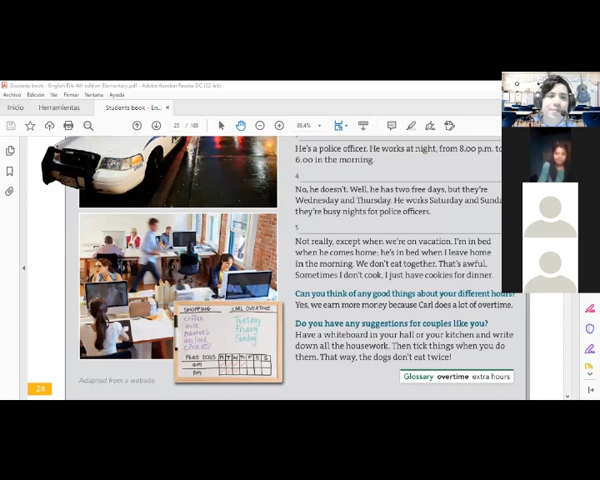 Students book - English File 4th edition Elementary.pdf - Adobe Acrobat Reader DC (32-bit)
Archivo Edición Ver Firmar Ventana Ayuda
Inicio Herramientas Students book - En... ×
25 / 169
He's a police officer. He works at night, from 8.00 p.m. to
6.00 in the morning.
4
No, he doesn't. Well, he has two free days, but they're
Wednesday and Thursday. He works Saturday and Sunda
they're busy nights for police officers.
5
Not really, except when we're on vacation. I'm in bed
when he comes home; he's in bed when I leave home
in the morning. We don't eat together. That's awful.
Sometimes I don't cook, I just have cookies for dinner.
Can you think of any good things about your different hours?
Yes, we earn more money because Carl does a lot of overtime.
Do you have any suggestions for couples like you?
Have a whiteboard in your hall or your kitchen and write
down all the housework. Then tick things when you do
them. That way, the dogs don't eat twice!
Glossary overtime extra hours
SHOPPING
coffee
CARL OVERTIME
Tuesday
Friday
Sunday
FEED DOGS M T W T F S S
AM
PM
24
Adapted from a website